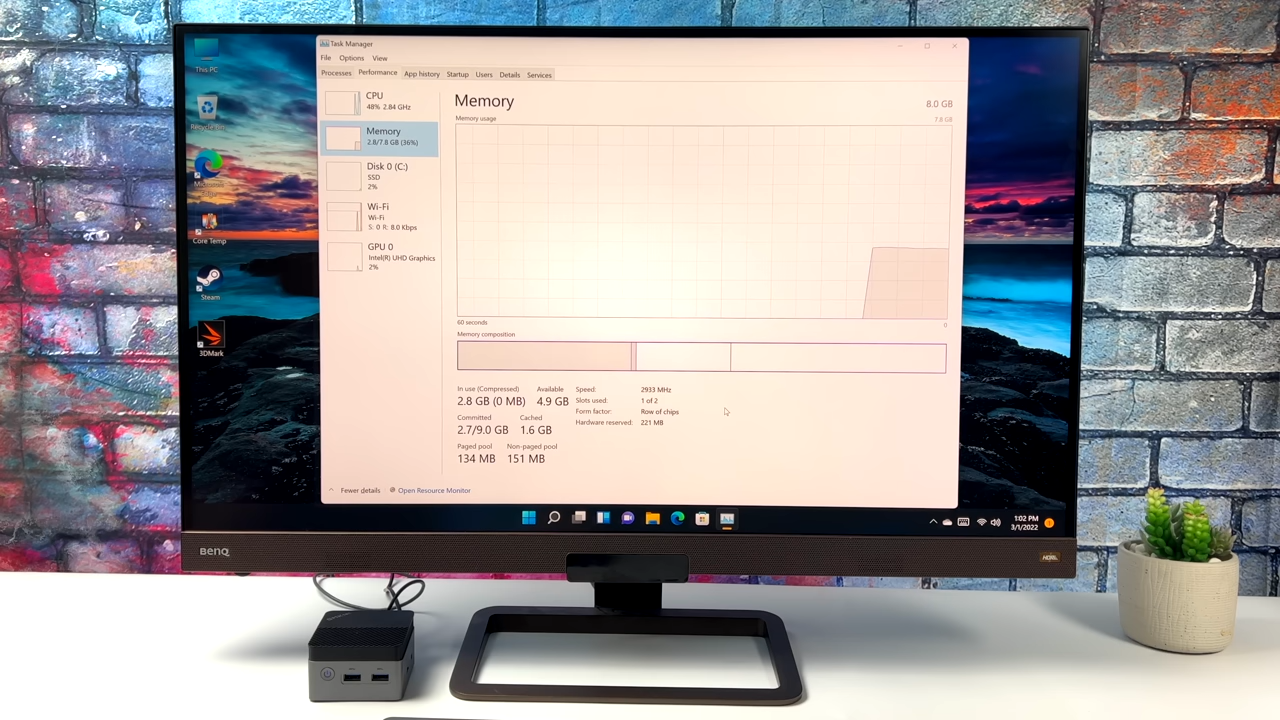 This PC
Recycle Bin
Core Temp
Steam
3DMark
Task Manager
File Options View
Processes Performance App history Startup Users Details Services
CPU
48% 2.84 GHz
Memory
2.8/7.8 GB (36%)
Disk 0 (C:)
SSD
2%
Wi-Fi
Wi-Fi
S: 0 R: 8.0 Kbps
GPU 0
Intel(R) UHD Graphics
2%
Memory 8.0 GB
Memory usage 7.8 GB
60 seconds 0
Memory composition
In use (Compressed) Available
2.8 GB (0 MB) 4.9 GB
Committed Cached
2.7/9.0 GB 1.6 GB
Paged pool Non-paged pool
134 MB 151 MB
Speed: 2933 MHz
Slots used: 1 of 2
Form factor: Row of chips
Hardware reserved: 221 MB
Fewer details Open Resource Monitor
1:02 PM
3/1/2022
BenQ